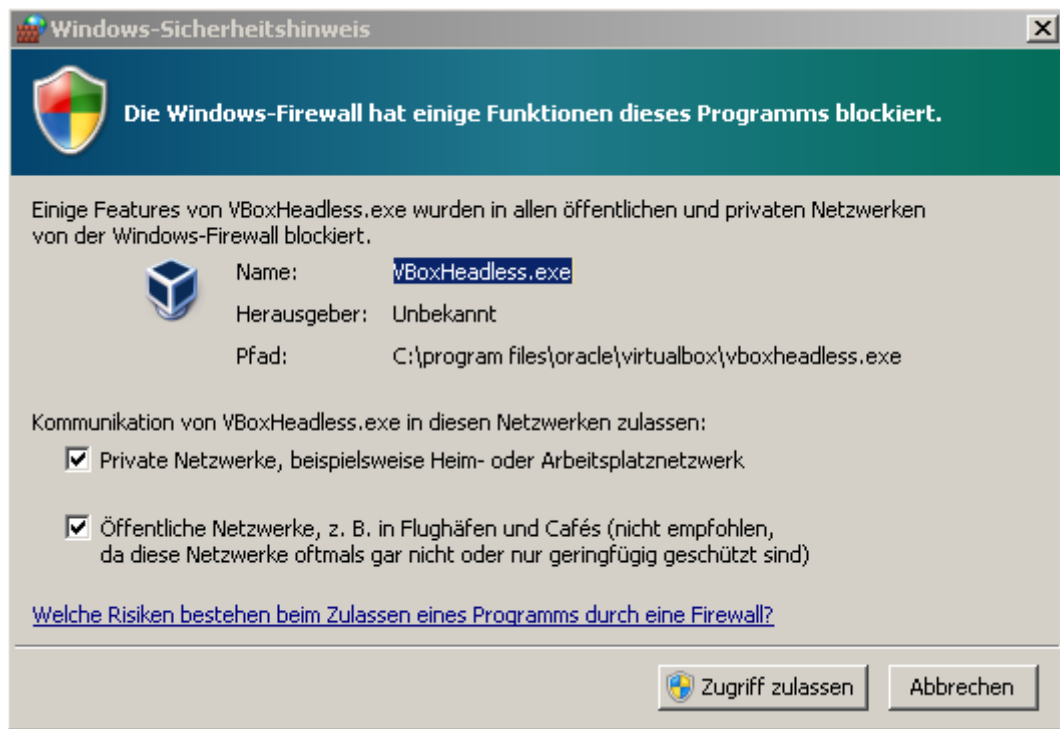 Windows-Sicherheitshinweis
Die Windows-Firewall hat einige Funktionen dieses Programms blockiert.
Einige Features von VBoxHeadless.exe wurden in allen öffentlichen und privaten Netzwerken
von der Windows-Firewall blockiert.
Name: VBoxHeadless.exe
Herausgeber: Unbekannt
Pfad: C:\program files\oracle\virtualbox\vboxheadless.exe
Kommunikation von VBoxHeadless.exe in diesen Netzwerken zulassen:
Private Netzwerke, beispielsweise Heim- oder Arbeitsplatznetzwerk
Öffentliche Netzwerke, z. B. in Flughäfen und Cafés (nicht empfohlen,
da diese Netzwerke oftmals gar nicht oder nur geringfügig geschützt sind)
Welche Risiken bestehen beim Zulassen eines Programms durch eine Firewall?
Zugriff zulassen Abbrechen